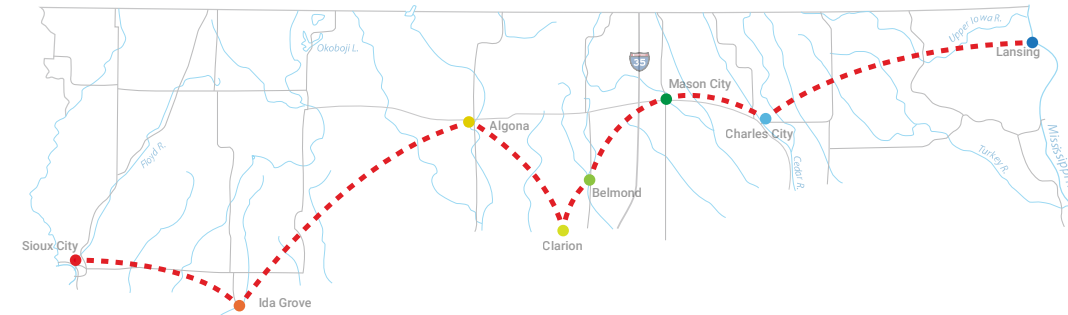 Upper Iowa R.
Okoboji L.
Lansing
35
Mason City
Algona
Charles City
Mississippi
Floyd R.
Turkey R.
Cedar R.
Belmond
Sioux City
Clarion
Ida Grove